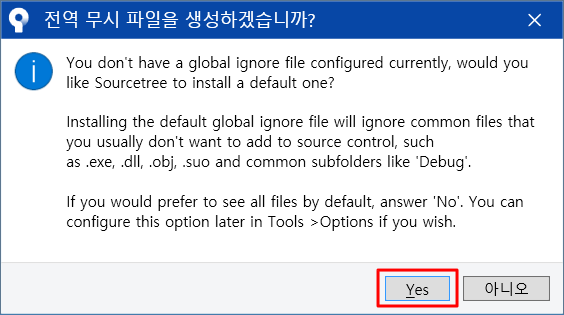 전역 무시 파일을 생성하겠습니까?
You don't have a global ignore file configured currently, would you
like Sourcetree to install a default one?
Installing the default global ignore file will ignore common files that
you usually don't want to add to source control, such
as .exe, .dll, .obj, .suo and common subfolders like 'Debug'.
If you would prefer to see all files by default, answer 'No'. You can
configure this option later in Tools >Options if you wish.
Yes
아니오